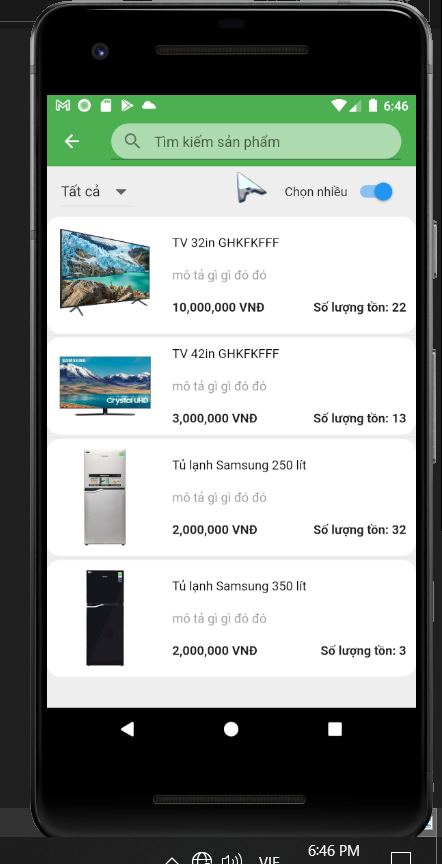 6:46
Tìm kiếm sản phẩm
Tất cả
Chọn nhiều
TV 32in GHKFKFFF
mô tả gì gì đó đó
10,000,000 VNĐ Số lượng tồn: 22
TV 42in GHKFKFFF
SAMSUNG
Crystal UHD
mô tả gì gì đó đó
3,000,000 VNĐ Số lượng tồn: 13
Tủ lạnh Samsung 250 lít
mô tả gì gì đó đó
2,000,000 VNĐ Số lượng tồn: 32
Tủ lạnh Samsung 350 lít
mô tả gì gì đó đó
2,000,000 VNĐ Số lượng tồn: 3
VIE 6:46 PM